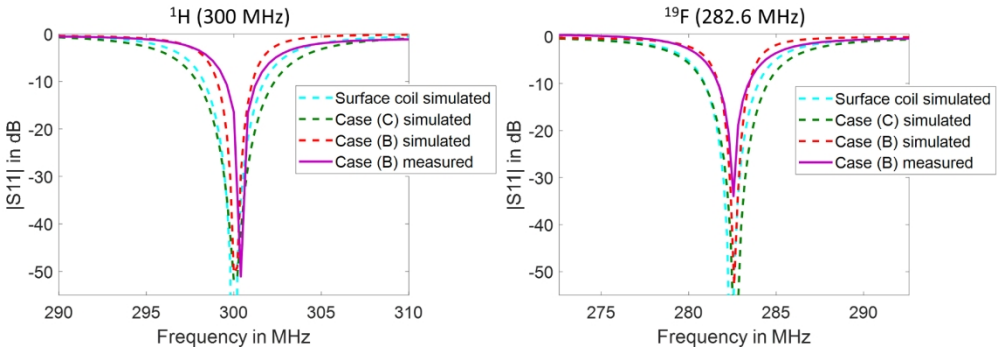 ¹H (300 MHz)
0
-10
-20
-30
-40
-50
|S11| in dB
Surface coil simulated
Case (C) simulated
Case (B) simulated
Case (B) measured
290
295
300
305
310
Frequency in MHz
¹⁹F (282.6 MHz)
0
-10
-20
-30
-40
-50
|S11| in dB
Surface coil simulated
Case (C) simulated
Case (B) simulated
Case (B) measured
275
280
285
290
Frequency in MHz